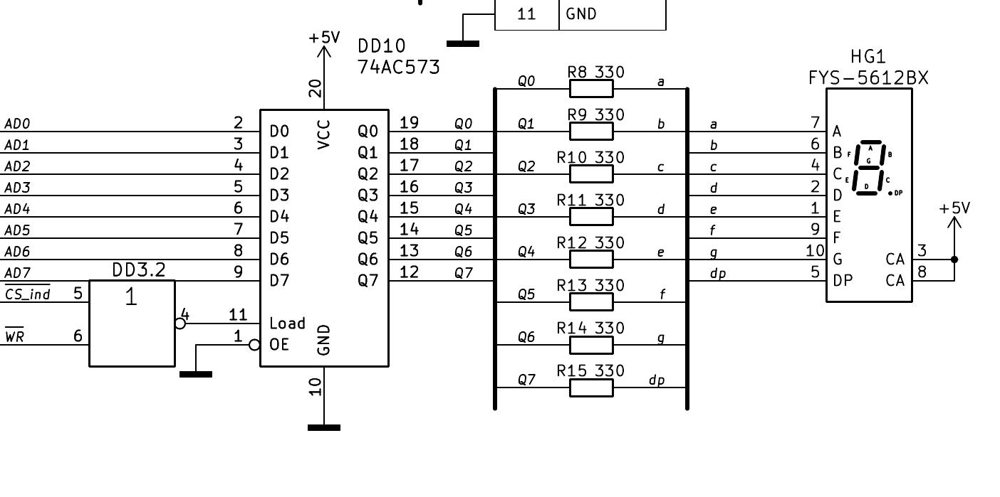 11 GND
+5V
DD10
74AC573
20
HG1
FYS-5612BX
AD0 2 D0 VCC Q0 19 Q0
AD1 3 D1 Q1 18 Q1
AD2 4 D2 Q2 17 Q2
AD3 5 D3 Q3 16 Q3
AD4 6 D4 Q4 15 Q4
AD5 7 D5 Q5 14 Q5
AD6 8 D6 Q6 13 Q6
AD7 9 D7 Q7 12 Q7
DD3.2
1
CS_ind 5
WR 6
4 11 Load
1 OE
GND
10
R8 330
Q0 a
R9 330
Q1 b
R10 330
Q2 c
R11 330
Q3 d
R12 330
Q4 e
R13 330
Q5 f
R14 330
Q6 g
R15 330
Q7 dp
a 7 A
b 6 B
c 4 C
d 2 D
e 1 E
f 9 F
g 10 G CA 3
dp 5 DP CA 8
A
F B
G
E C
D
DP
+5V